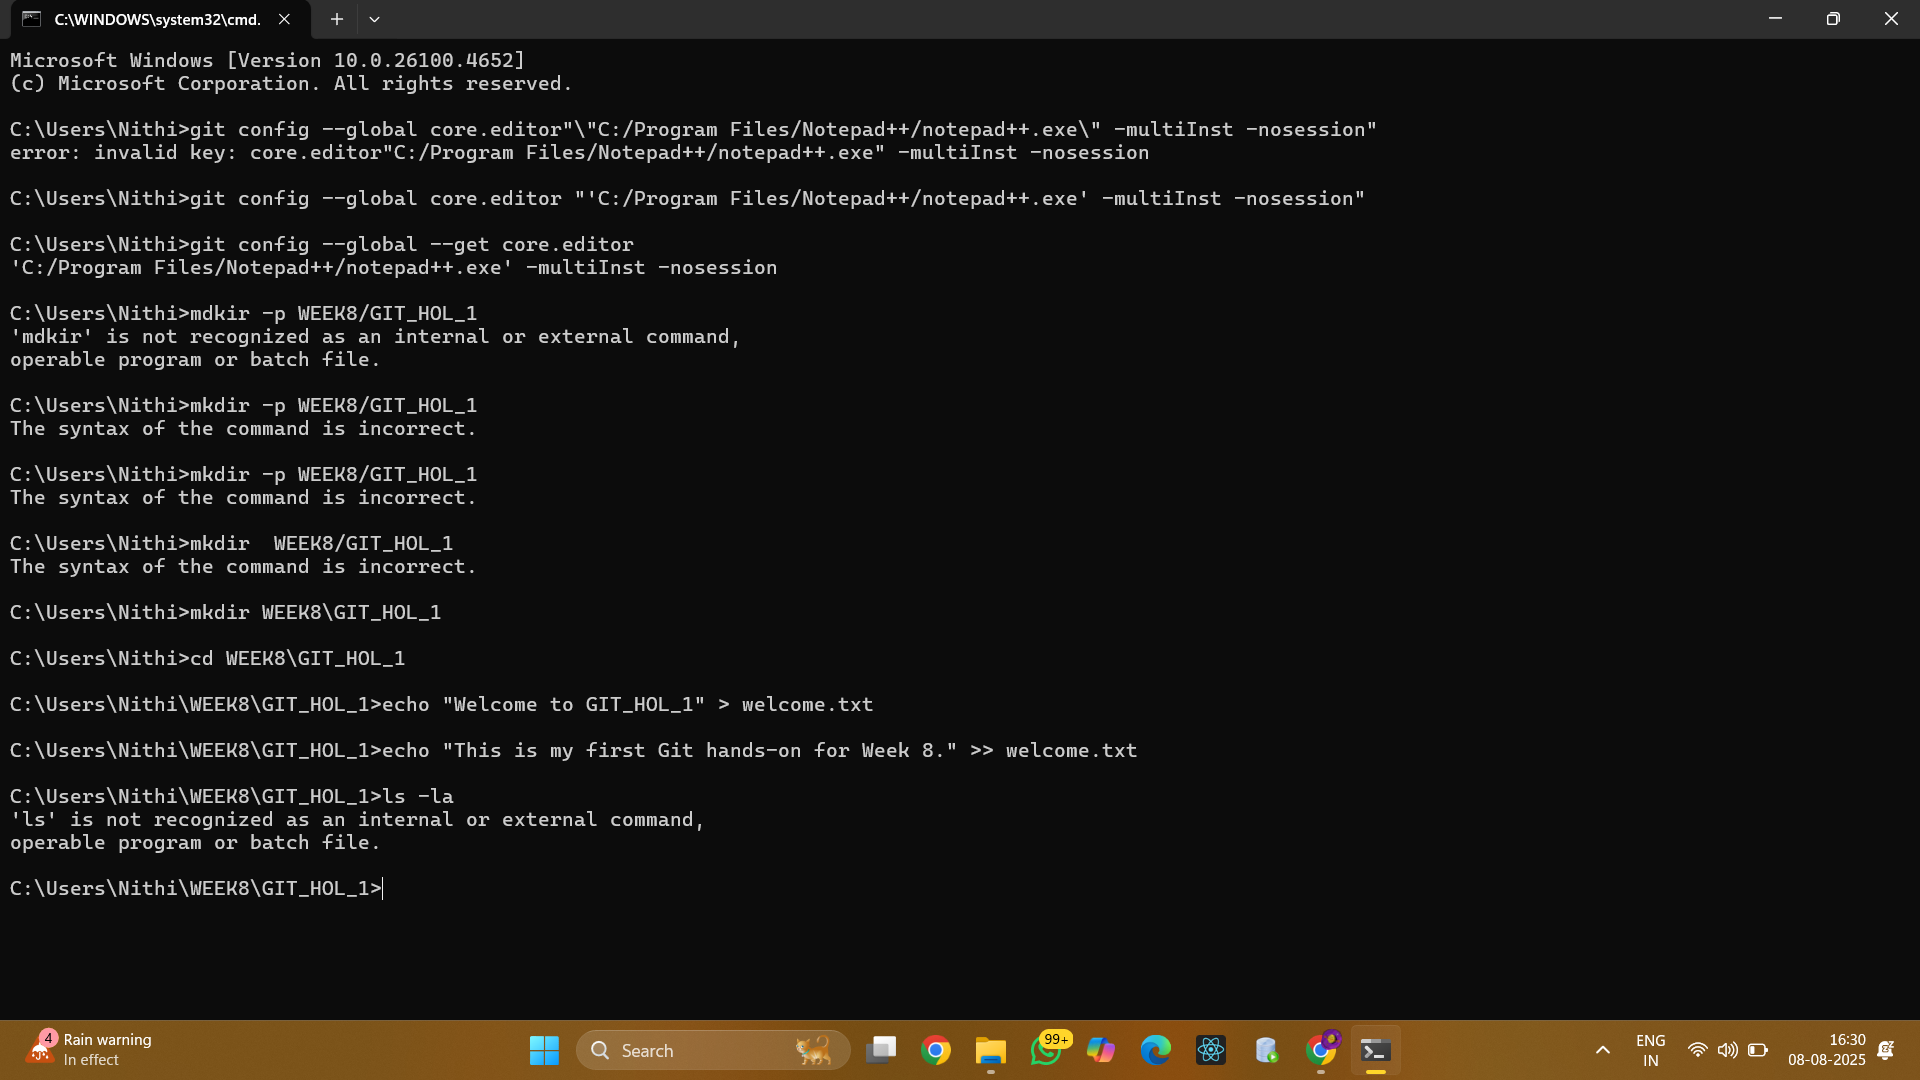 C:\WINDOWS\system32\cmd.
Microsoft Windows [Version 10.0.26100.4652]
(c) Microsoft Corporation. All rights reserved.
C:\Users\Nithi>git config --global core.editor"\"C:/Program Files/Notepad++/notepad++.exe\" -multiInst -nosession"
error: invalid key: core.editor"C:/Program Files/Notepad++/notepad++.exe" -multiInst -nosession
C:\Users\Nithi>git config --global core.editor "'C:/Program Files/Notepad++/notepad++.exe' -multiInst -nosession"
C:\Users\Nithi>git config --global --get core.editor
'C:/Program Files/Notepad++/notepad++.exe' -multiInst -nosession
C:\Users\Nithi>mdkir -p WEEK8/GIT_HOL_1
'mdkir' is not recognized as an internal or external command,
operable program or batch file.
C:\Users\Nithi>mkdir -p WEEK8/GIT_HOL_1
The syntax of the command is incorrect.
C:\Users\Nithi>mkdir -p WEEK8/GIT_HOL_1
The syntax of the command is incorrect.
C:\Users\Nithi>mkdir  WEEK8/GIT_HOL_1
The syntax of the command is incorrect.
C:\Users\Nithi>mkdir WEEK8\GIT_HOL_1
C:\Users\Nithi>cd WEEK8\GIT_HOL_1
C:\Users\Nithi\WEEK8\GIT_HOL_1>echo "Welcome to GIT_HOL_1" > welcome.txt
C:\Users\Nithi\WEEK8\GIT_HOL_1>echo "This is my first Git hands-on for Week 8." >> welcome.txt
C:\Users\Nithi\WEEK8\GIT_HOL_1>ls -la
'ls' is not recognized as an internal or external command,
operable program or batch file.
C:\Users\Nithi\WEEK8\GIT_HOL_1>
4
Rain warning
In effect
Search
99+
ENG
IN
16:30
08-08-2025